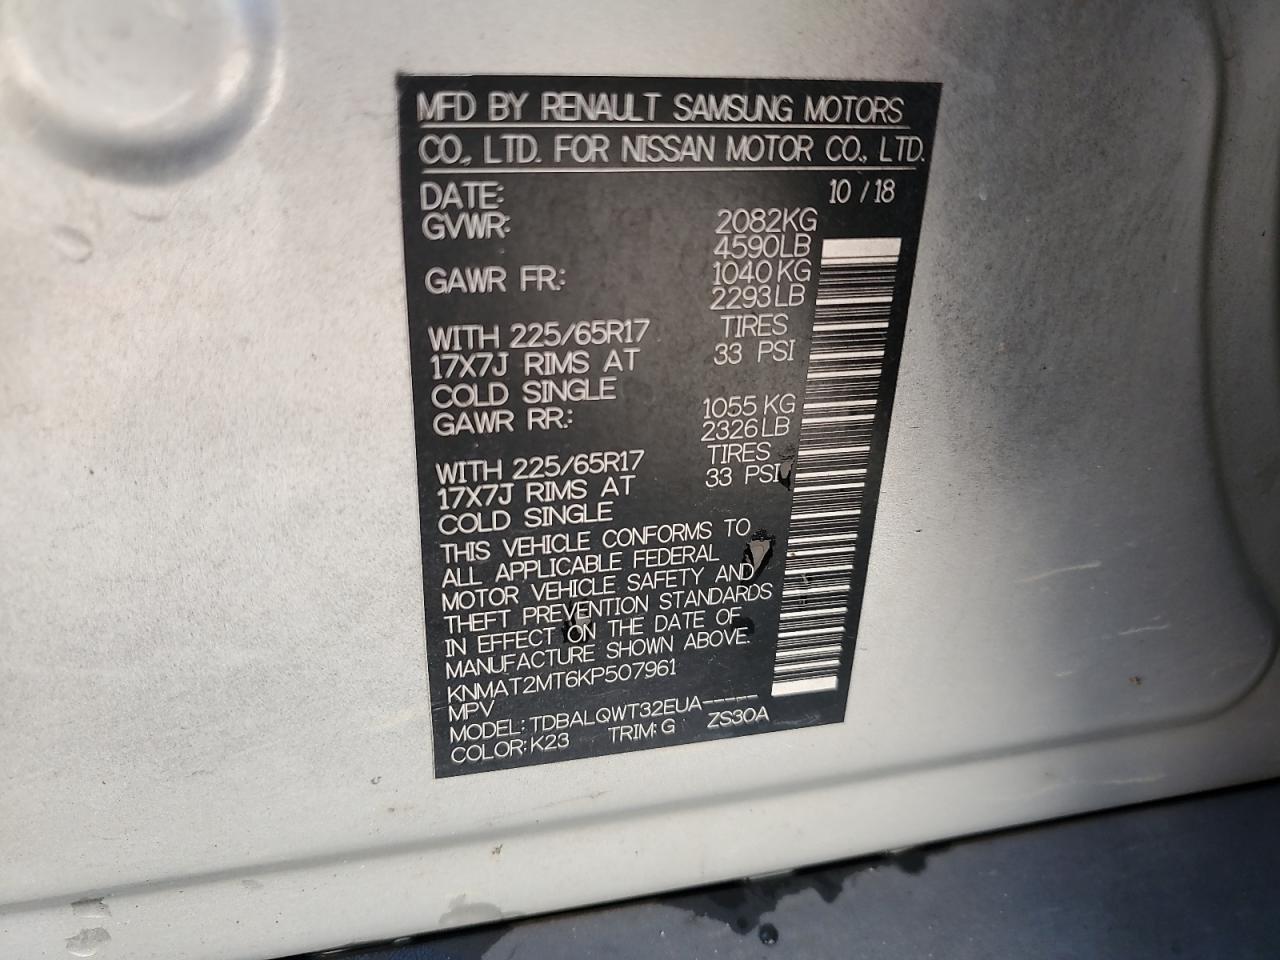 MFD BY RENAULT SAMSUNG MOTORS
CO., LTD. FOR NISSAN MOTOR CO., LTD.
DATE: 10 / 18
GVWR: 2082KG
4590LB
GAWR FR: 1040 KG
2293LB
WITH 225/65R17 TIRES
17X7J RIMS AT 33 PSI
COLD SINGLE
GAWR RR: 1055 KG
2326LB
WITH 225/65R17 TIRES
17X7J RIMS AT 33 PSI
COLD SINGLE
THIS VEHICLE CONFORMS TO
ALL APPLICABLE FEDERAL
MOTOR VEHICLE SAFETY AND
THEFT PREVENTION STANDARDS
IN EFFECT ON THE DATE OF
MANUFACTURE SHOWN ABOVE.
KNMAT2MT6KP507961
MPV
MODEL: TDBALQWT32EUA-----
COLOR: K23 TRIM: G ZS30A